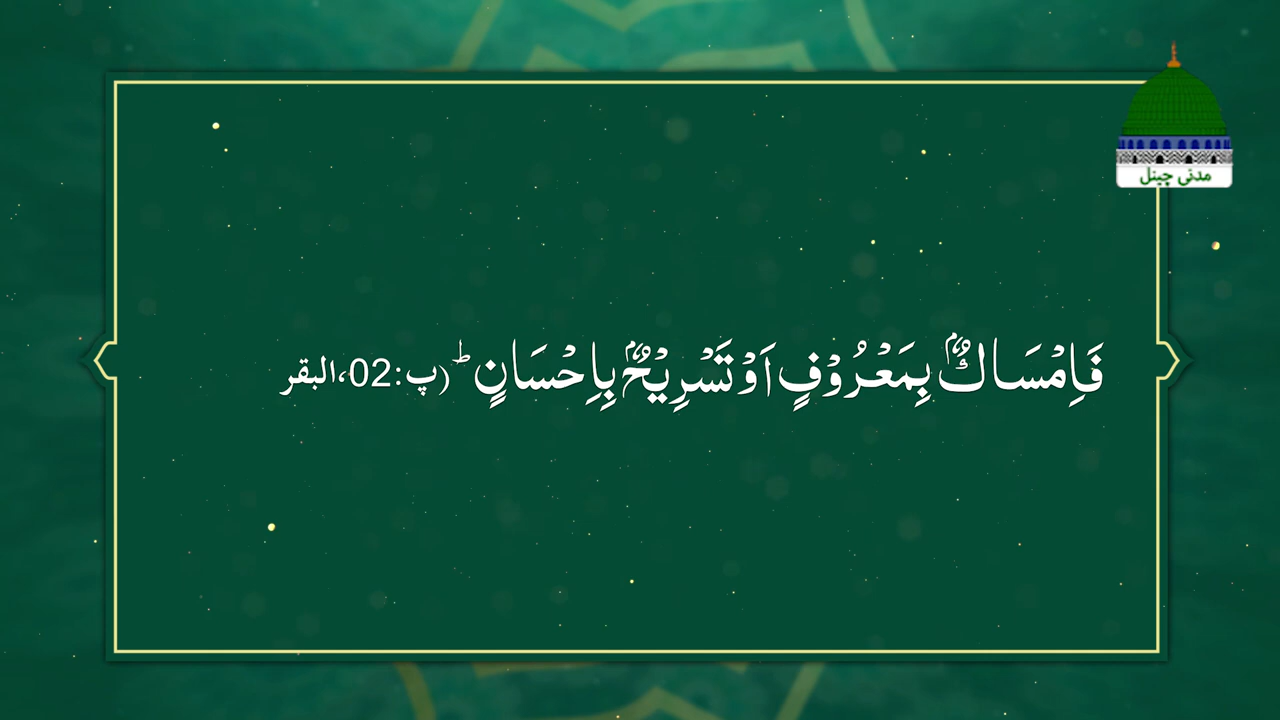 مدنی چینل
فَاِمْسَاكٌۢ بِمَعْرُوْفٍ اَوْ تَسْرِیْحٌۢ بِاِحْسَانٍؕ (پ:02،البقر